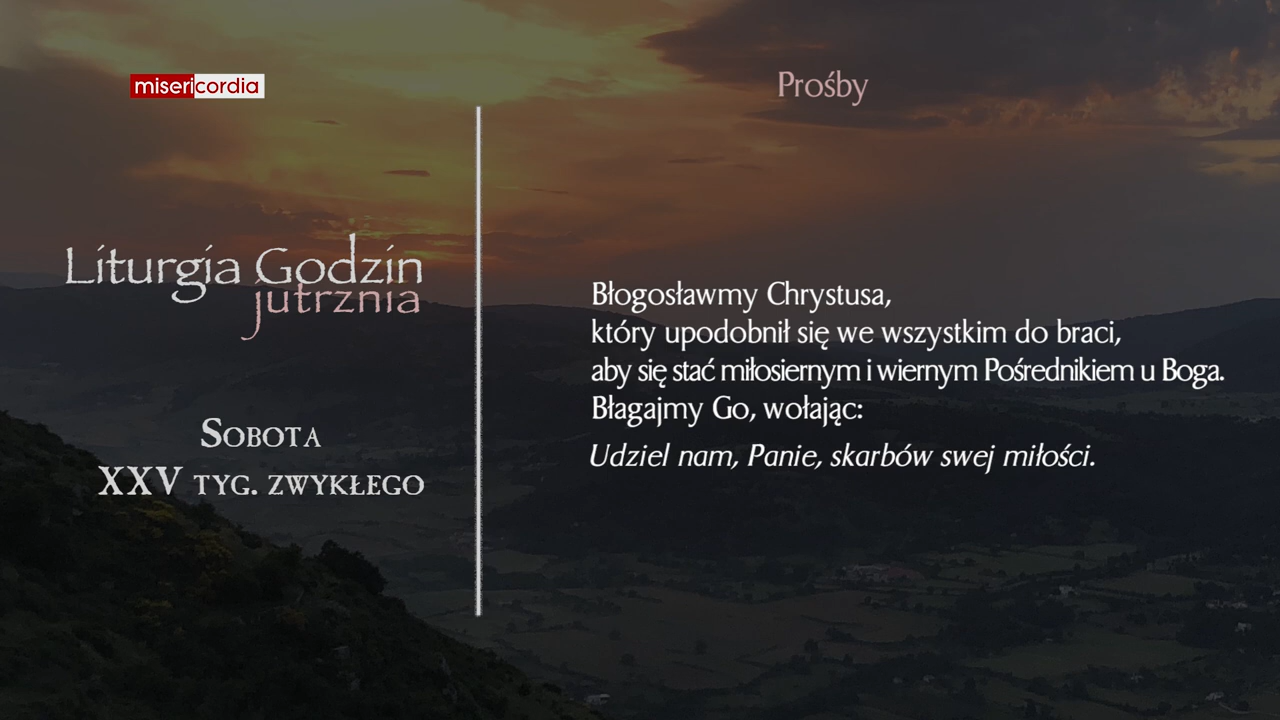 misericordia
Liturgia Godzin
jutrznia
Sobota
XXV tyg. zwykłego
Prośby
Błogosławmy Chrystusa,
który upodobnił się we wszystkim do braci,
aby się stać miłosiernym i wiernym Pośrednikiem u Boga.
Błagajmy Go, wołając:
Udziel nam, Panie, skarbów swej miłości.